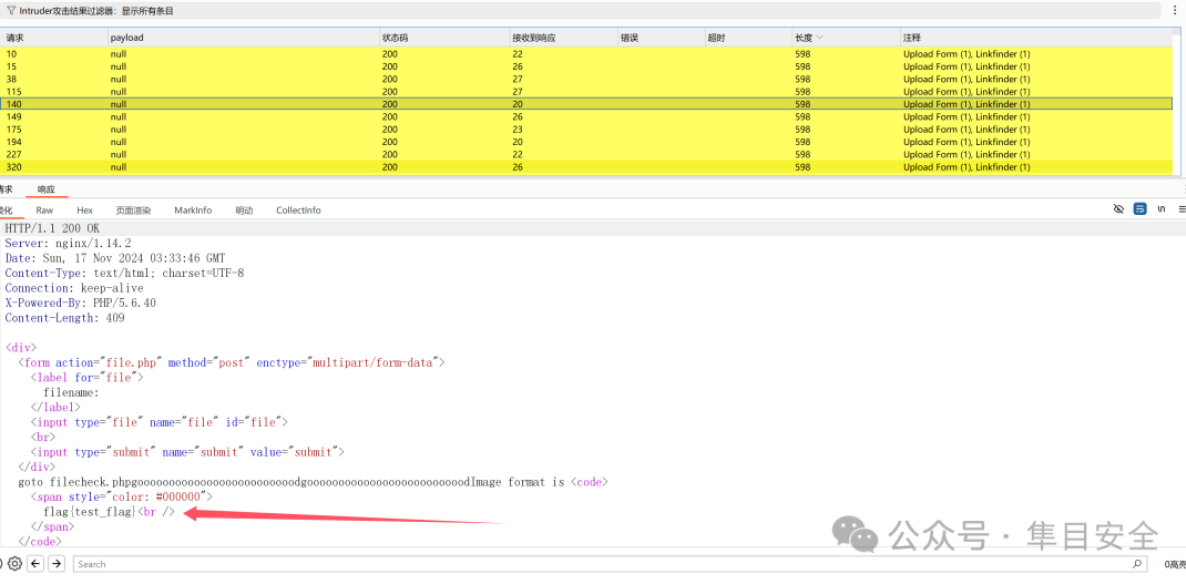 Intruder攻击结果过滤器：显示所有条目
请求 payload 状态码 接收到响应 错误 超时 长度 注释
10 null 200 22 598 Upload Form (1), Linkfinder (1)
15 null 200 26 598 Upload Form (1), Linkfinder (1)
38 null 200 27 598 Upload Form (1), Linkfinder (1)
115 null 200 27 598 Upload Form (1), Linkfinder (1)
140 null 200 20 598 Upload Form (1), Linkfinder (1)
149 null 200 26 598 Upload Form (1), Linkfinder (1)
175 null 200 23 598 Upload Form (1), Linkfinder (1)
194 null 200 20 598 Upload Form (1), Linkfinder (1)
227 null 200 22 598 Upload Form (1), Linkfinder (1)
320 null 200 26 598 Upload Form (1), Linkfinder (1)
请求 响应
美化 Raw Hex 页面渲染 MarkInfo 明动 CollectInfo \n
HTTP/1.1 200 OK
Server: nginx/1.14.2
Date: Sun, 17 Nov 2024 03:33:46 GMT
Content-Type: text/html; charset=UTF-8
Connection: keep-alive
X-Powered-By: PHP/5.6.40
Content-Length: 409
<div>
<form action="file.php" method="post" enctype="multipart/form-data">
<label for="file">
filename:
</label>
<input type="file" name="file" id="file">
<br>
<input type="submit" name="submit" value="submit">
</div>
goto filecheck.phpgoooooooooooooooooooooooooodgoooooooooooooooooooooooooodImage format is <code>
<span style="color: #000000">
flag{test_flag}<br />
</span>
</code>
公众号 · 隼目安全
Search 0高亮